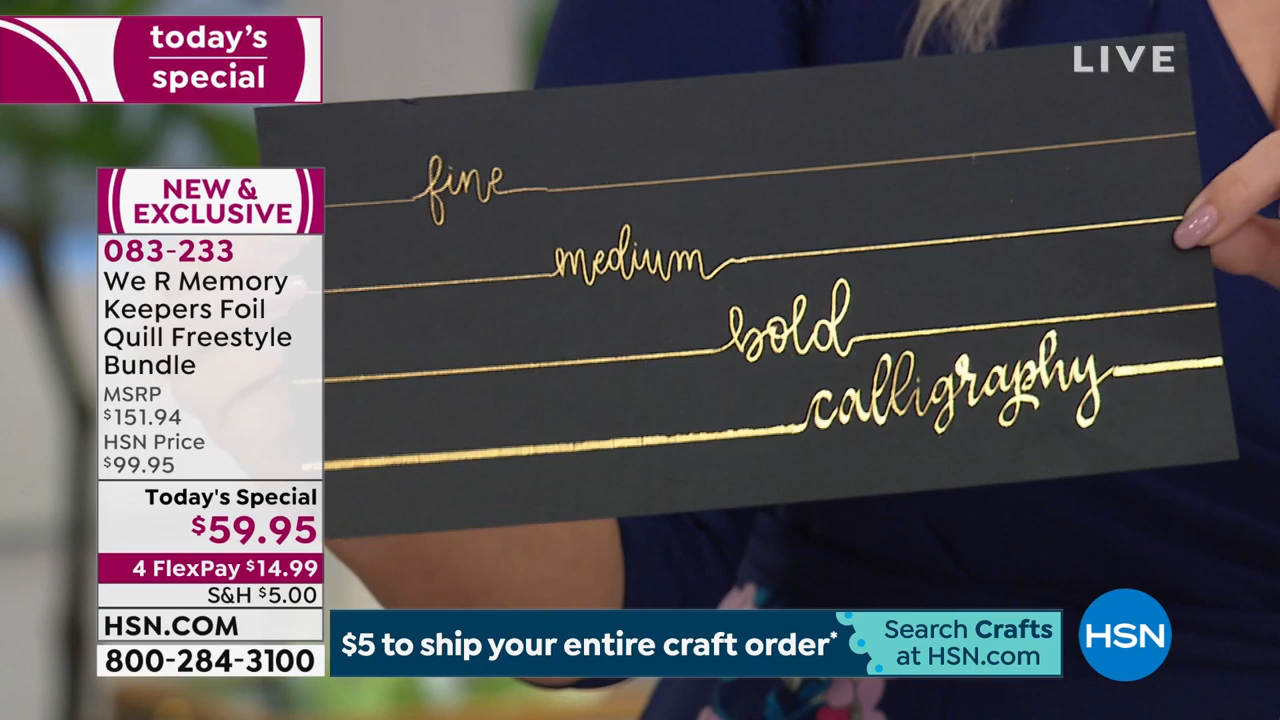 today's
special
LIVE
NEW &
EXCLUSIVE
083-233
We R Memory
Keepers Foil
Quill Freestyle
Bundle
MSRP
$151.94
HSN Price
$99.95
Today's Special
$59.95
4 FlexPay $14.99
S&H $5.00
HSN.COM
800-284-3100
fine
medium
bold
calligraphy
$5 to ship your entire craft order*
Search Crafts
at HSN.com
HSN